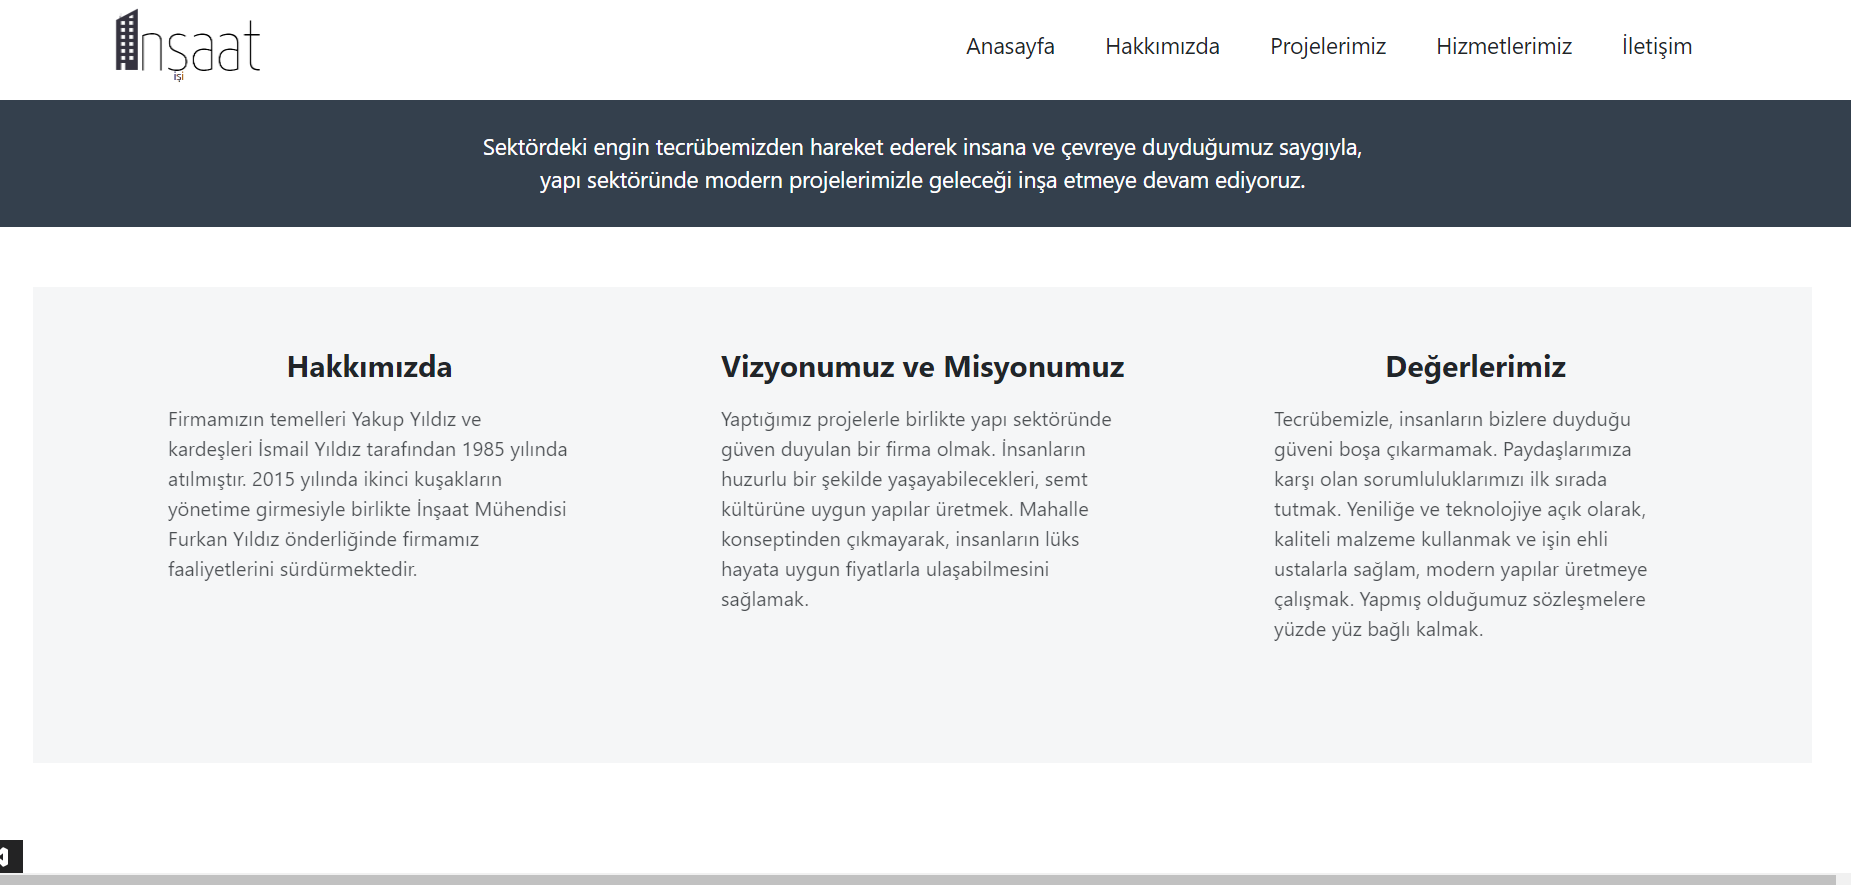 İnşaat
işi
Anasayfa Hakkımızda Projelerimiz Hizmetlerimiz İletişim
Sektördeki engin tecrübemizden hareket ederek insana ve çevreye duyduğumuz saygıyla,
yapı sektöründe modern projelerimizle geleceği inşa etmeye devam ediyoruz.
Hakkımızda
Firmamızın temelleri Yakup Yıldız ve
kardeşleri İsmail Yıldız tarafından 1985 yılında
atılmıştır. 2015 yılında ikinci kuşakların
yönetime girmesiyle birlikte İnşaat Mühendisi
Furkan Yıldız önderliğinde firmamız
faaliyetlerini sürdürmektedir.
Vizyonumuz ve Misyonumuz
Yaptığımız projelerle birlikte yapı sektöründe
güven duyulan bir firma olmak. İnsanların
huzurlu bir şekilde yaşayabilecekleri, semt
kültürüne uygun yapılar üretmek. Mahalle
konseptinden çıkmayarak, insanların lüks
hayata uygun fiyatlarla ulaşabilmesini
sağlamak.
Değerlerimiz
Tecrübemizle, insanların bizlere duyduğu
güveni boşa çıkarmamak. Paydaşlarımıza
karşı olan sorumluluklarımızı ilk sırada
tutmak. Yeniliğe ve teknolojiye açık olarak,
kaliteli malzeme kullanmak ve işin ehli
ustalarla sağlam, modern yapılar üretmeye
çalışmak. Yapmış olduğumuz sözleşmelere
yüzde yüz bağlı kalmak.